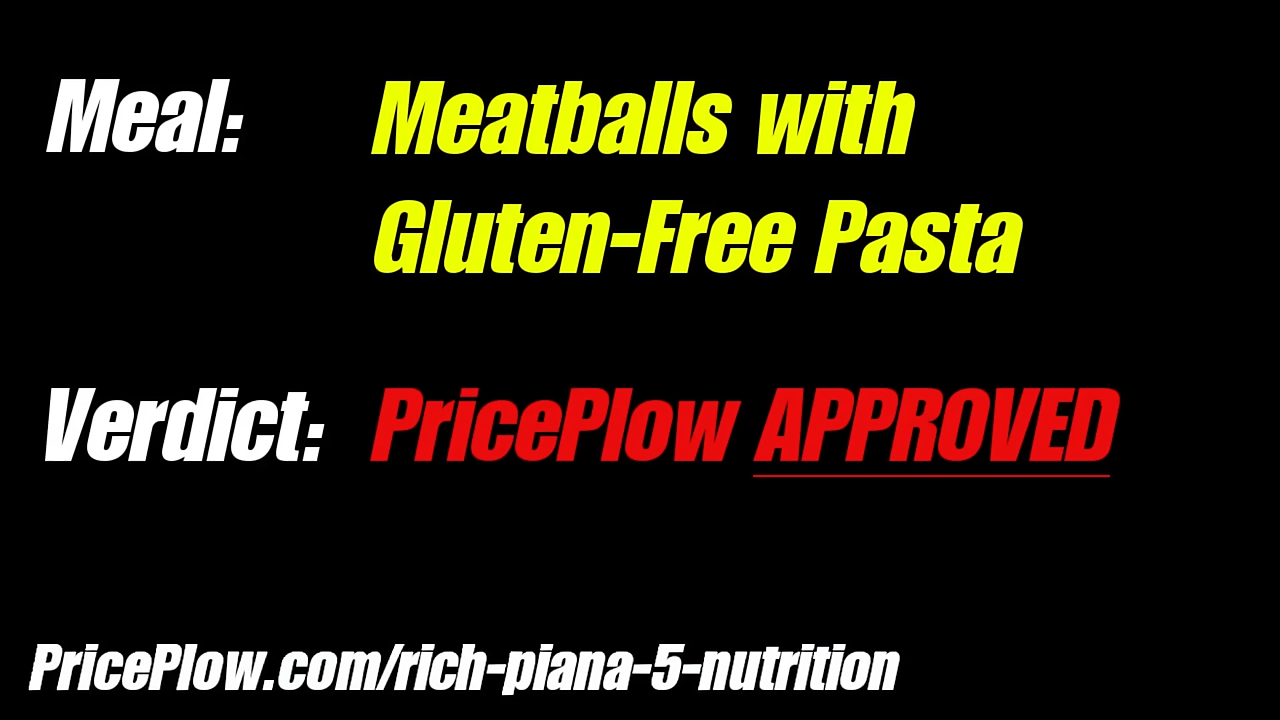 Meal: Meatballs with
Gluten-Free Pasta
Verdict: PricePlow APPROVED
PricePlow.com/rich-piana-5-nutrition